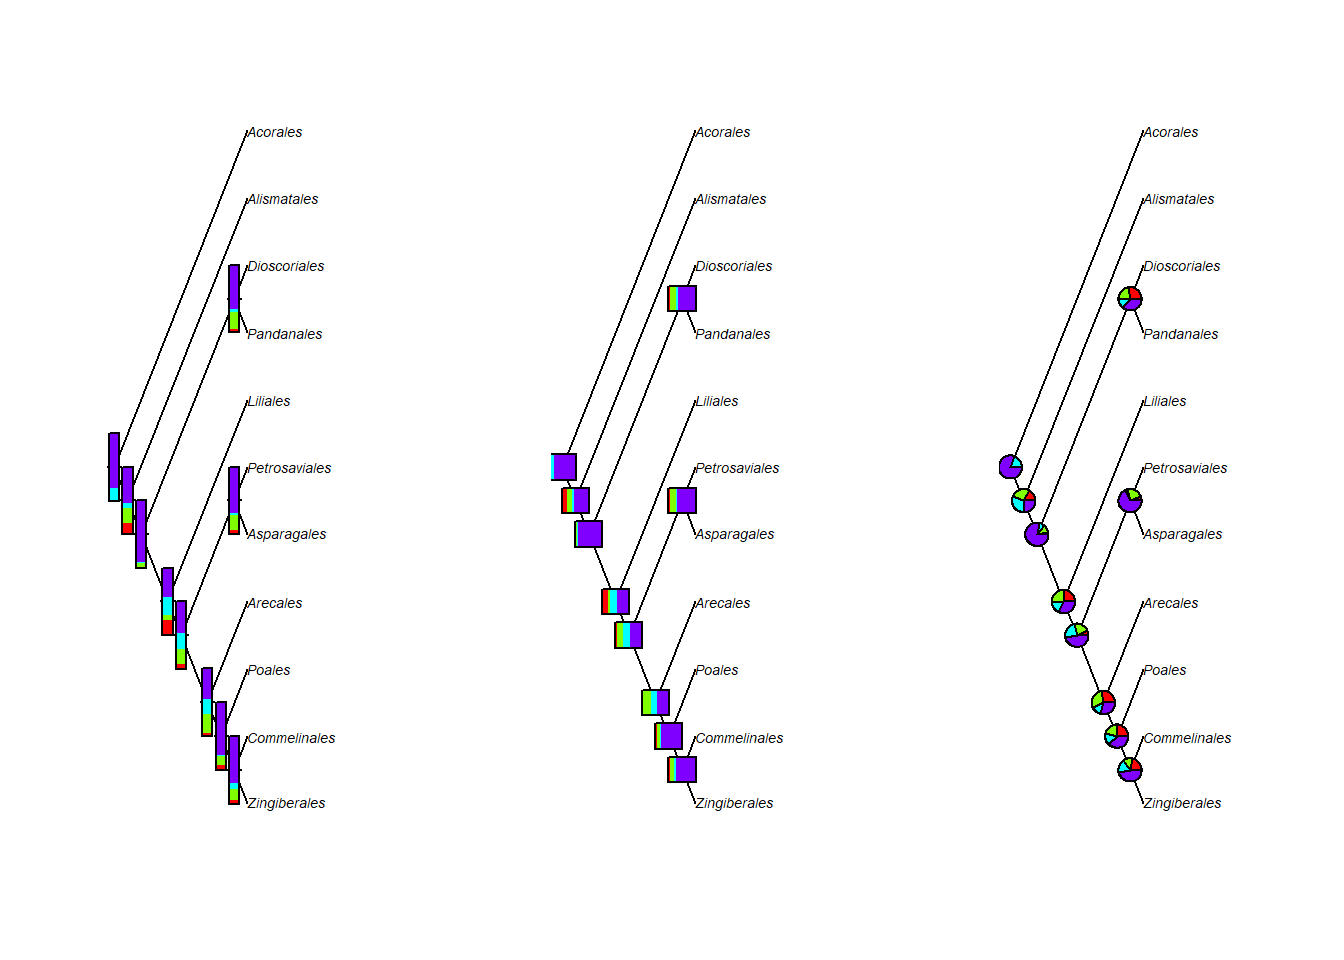 Acorales Acorales Acorales
Alismatales Alismatales Alismatales
Dioscoriales Dioscoriales Dioscoriales
Pandanales Pandanales Pandanales
Liliales Liliales Liliales
Petrosaviales Petrosaviales Petrosaviales
Asparagales Asparagales Asparagales
Arecales Arecales Arecales
Poales Poales Poales
Commelinales Commelinales Commelinales
Zingiberales Zingiberales Zingiberales